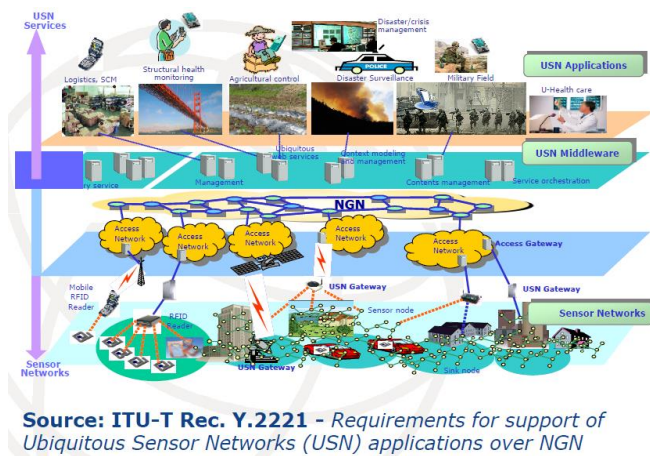 USN
Services
Disaster/crisis
management
USN Applications
Logistics, SCM
Structural health
monitoring
Agricultural control
Disaster Surveillance
Military Field
U-Health care
POLICE
USN Middleware
Ubiquitous
web services
Context modeling
and management
ry service
Management
Contents management
Service orchestration
NGN
Access
Network
Access
Network
Access
Network
Access
Network
Access
Network
Access Gateway
Mobile
RFID
Reader
USN Gateway
USN Gateway
RFID
Reader
Sensor node
Sensor Networks
USN Gateway
Sink node
Sensor
Networks
Source: ITU-T Rec. Y.2221 - Requirements for support of
Ubiquitous Sensor Networks (USN) applications over NGN